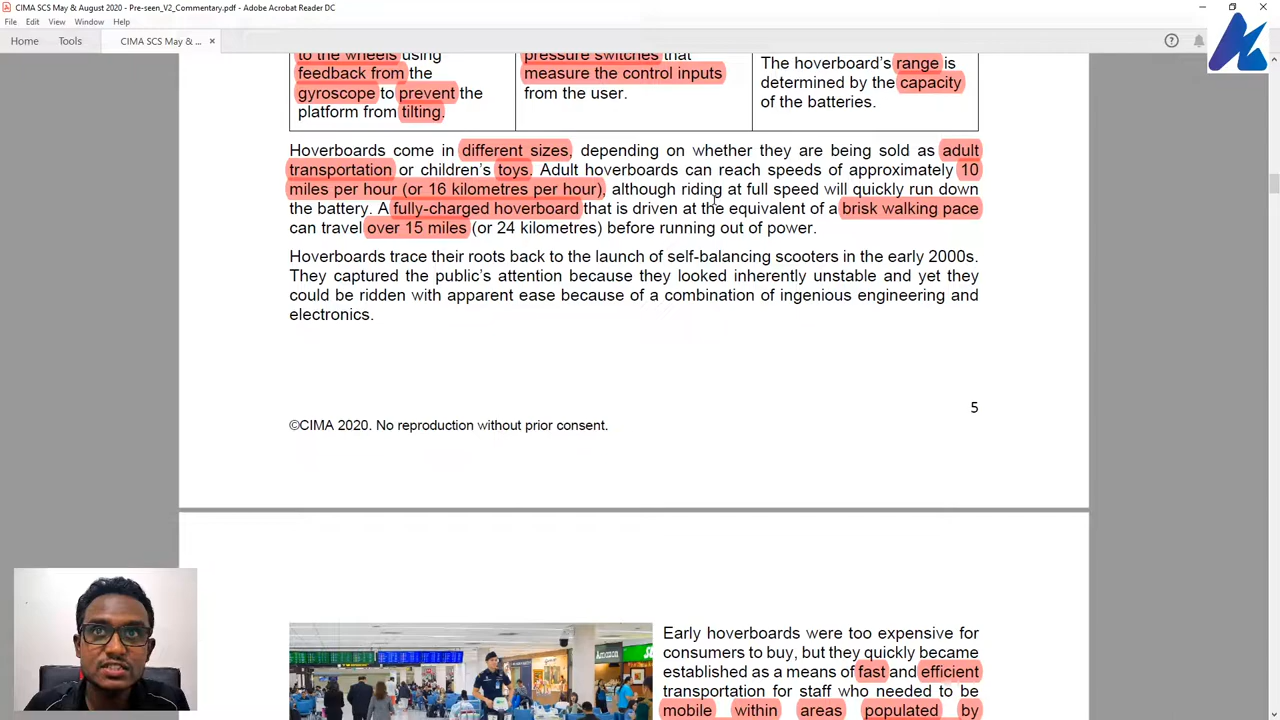 CIMA SCS May & August 2020 - Pre-seen_V2_Commentary.pdf - Adobe Acrobat Reader DC
File Edit View Window Help
Home Tools CIMA SCS May & ... ×
to the wheels using
feedback from the
gyroscope to prevent the
platform from tilting.
pressure switches that
measure the control inputs
from the user.
The hoverboard's range is
determined by the capacity
of the batteries.
Hoverboards come in different sizes, depending on whether they are being sold as adult
transportation or children's toys. Adult hoverboards can reach speeds of approximately 10
miles per hour (or 16 kilometres per hour), although riding at full speed will quickly run down
the battery. A fully-charged hoverboard that is driven at the equivalent of a brisk walking pace
can travel over 15 miles (or 24 kilometres) before running out of power.
Hoverboards trace their roots back to the launch of self-balancing scooters in the early 2000s.
They captured the public's attention because they looked inherently unstable and yet they
could be ridden with apparent ease because of a combination of ingenious engineering and
electronics.
5
©CIMA 2020. No reproduction without prior consent.
Early hoverboards were too expensive for
consumers to buy, but they quickly became
established as a means of fast and efficient
transportation for staff who needed to be
mobile within areas populated by